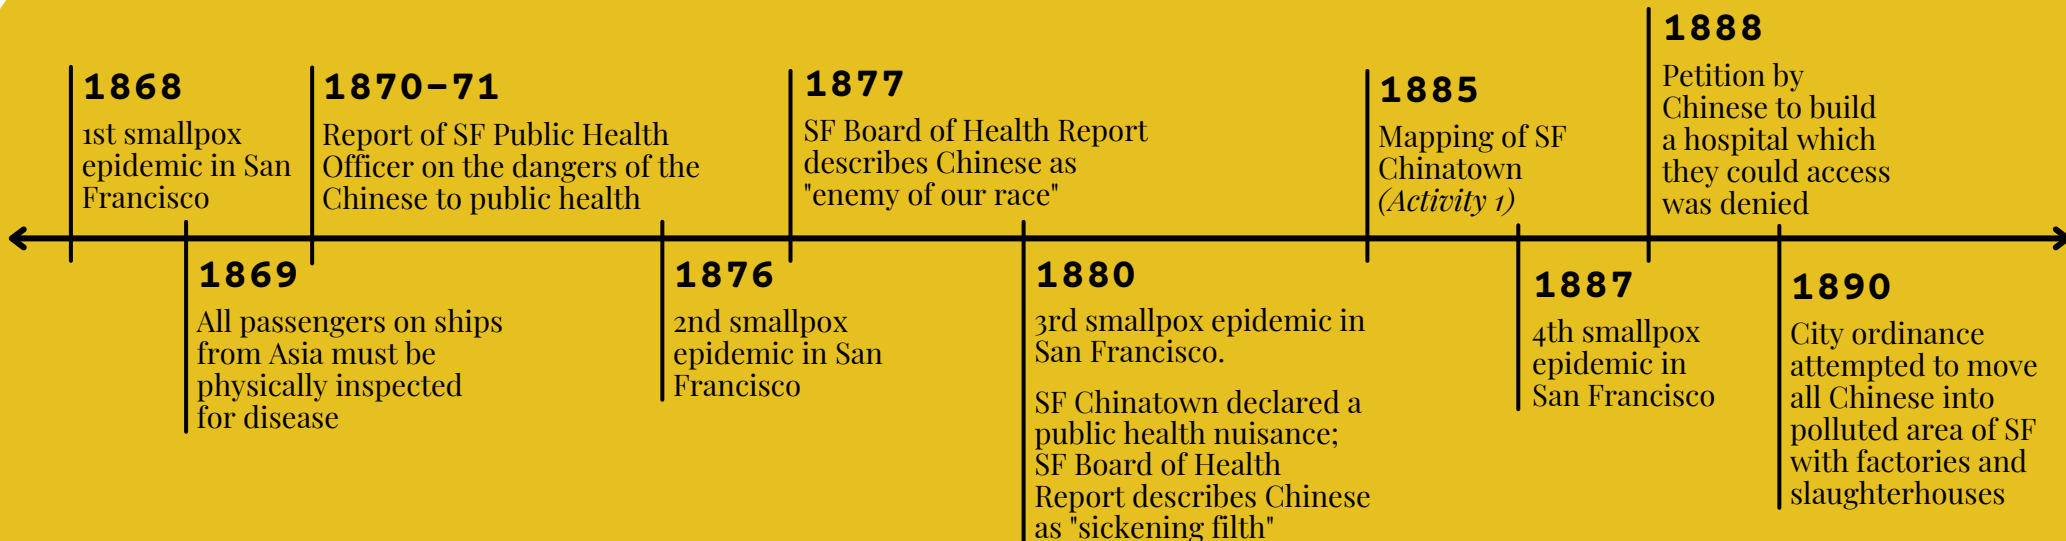 1868
1st smallpox
epidemic in San
Francisco
1869
All passengers on ships
from Asia must be
physically inspected
for disease
1870-71
Report of SF Public Health
Officer on the dangers of the
Chinese to public health
1876
2nd smallpox
epidemic in San
Francisco
1877
SF Board of Health Report
describes Chinese as
"enemy of our race"
1880
3rd smallpox epidemic in
San Francisco.
SF Chinatown declared a
public health nuisance;
SF Board of Health
Report describes Chinese
as "sickening filth"
1885
Mapping of SF
Chinatown
(Activity 1)
1887
4th smallpox
epidemic in
San Francisco
1888
Petition by
Chinese to build
a hospital which
they could access
was denied
1890
City ordinance
attempted to move
all Chinese into
polluted area of SF
with factories and
slaughterhouses